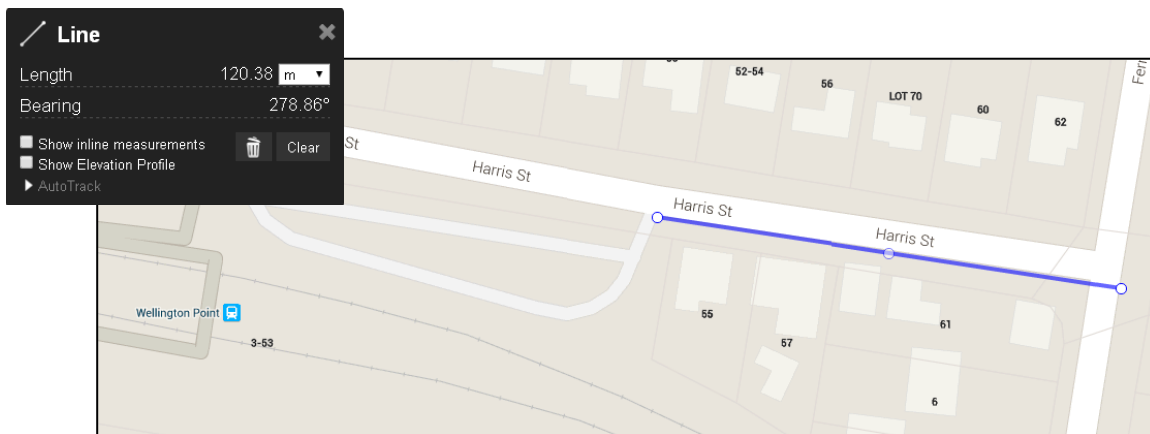 Line
Length 120.38 m
Bearing 278.86°
Show inline measurements
Show Elevation Profile
AutoTrack
Clear
52-54
56
LOT 70
60
62
St
Harris St
Harris St
Harris St
Wellington Point
3-53
55
57
61
6